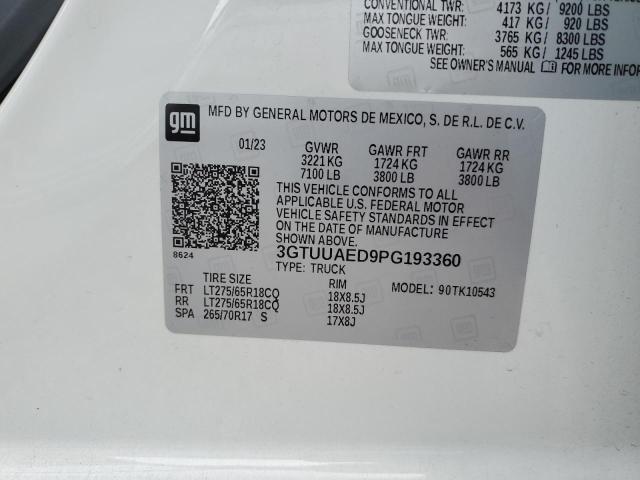 CONVENTIONAL TWR: 4173 KG/ 9200 LBS
MAX TONGUE WEIGHT: 417 KG/ 920 LBS
GOOSENECK TWR: 3765 KG/ 8300 LBS
MAX TONGUE WEIGHT: 565 KG/ 1245 LBS
SEE OWNER'S MANUAL FOR MORE INFOR
gm MFD BY GENERAL MOTORS DE MEXICO, S. DE R.L. DE C.V.
01/23 GVWR GAWR FRT GAWR RR
3221 KG 1724 KG 1724 KG
7100 LB 3800 LB 3800 LB
THIS VEHICLE CONFORMS TO ALL
APPLICABLE U.S. FEDERAL MOTOR
VEHICLE SAFETY STANDARDS IN EFFECT
ON THE DATE OF MANUFACTURE
SHOWN ABOVE.
8624 3GTUUAED9PG193360
TYPE: TRUCK
TIRE SIZE RIM MODEL: 90TK10543
FRT LT275/65R18CQ 18X8.5J
RR LT275/65R18CQ 18X8.5J
SPA 265/70R17 S 17X8J